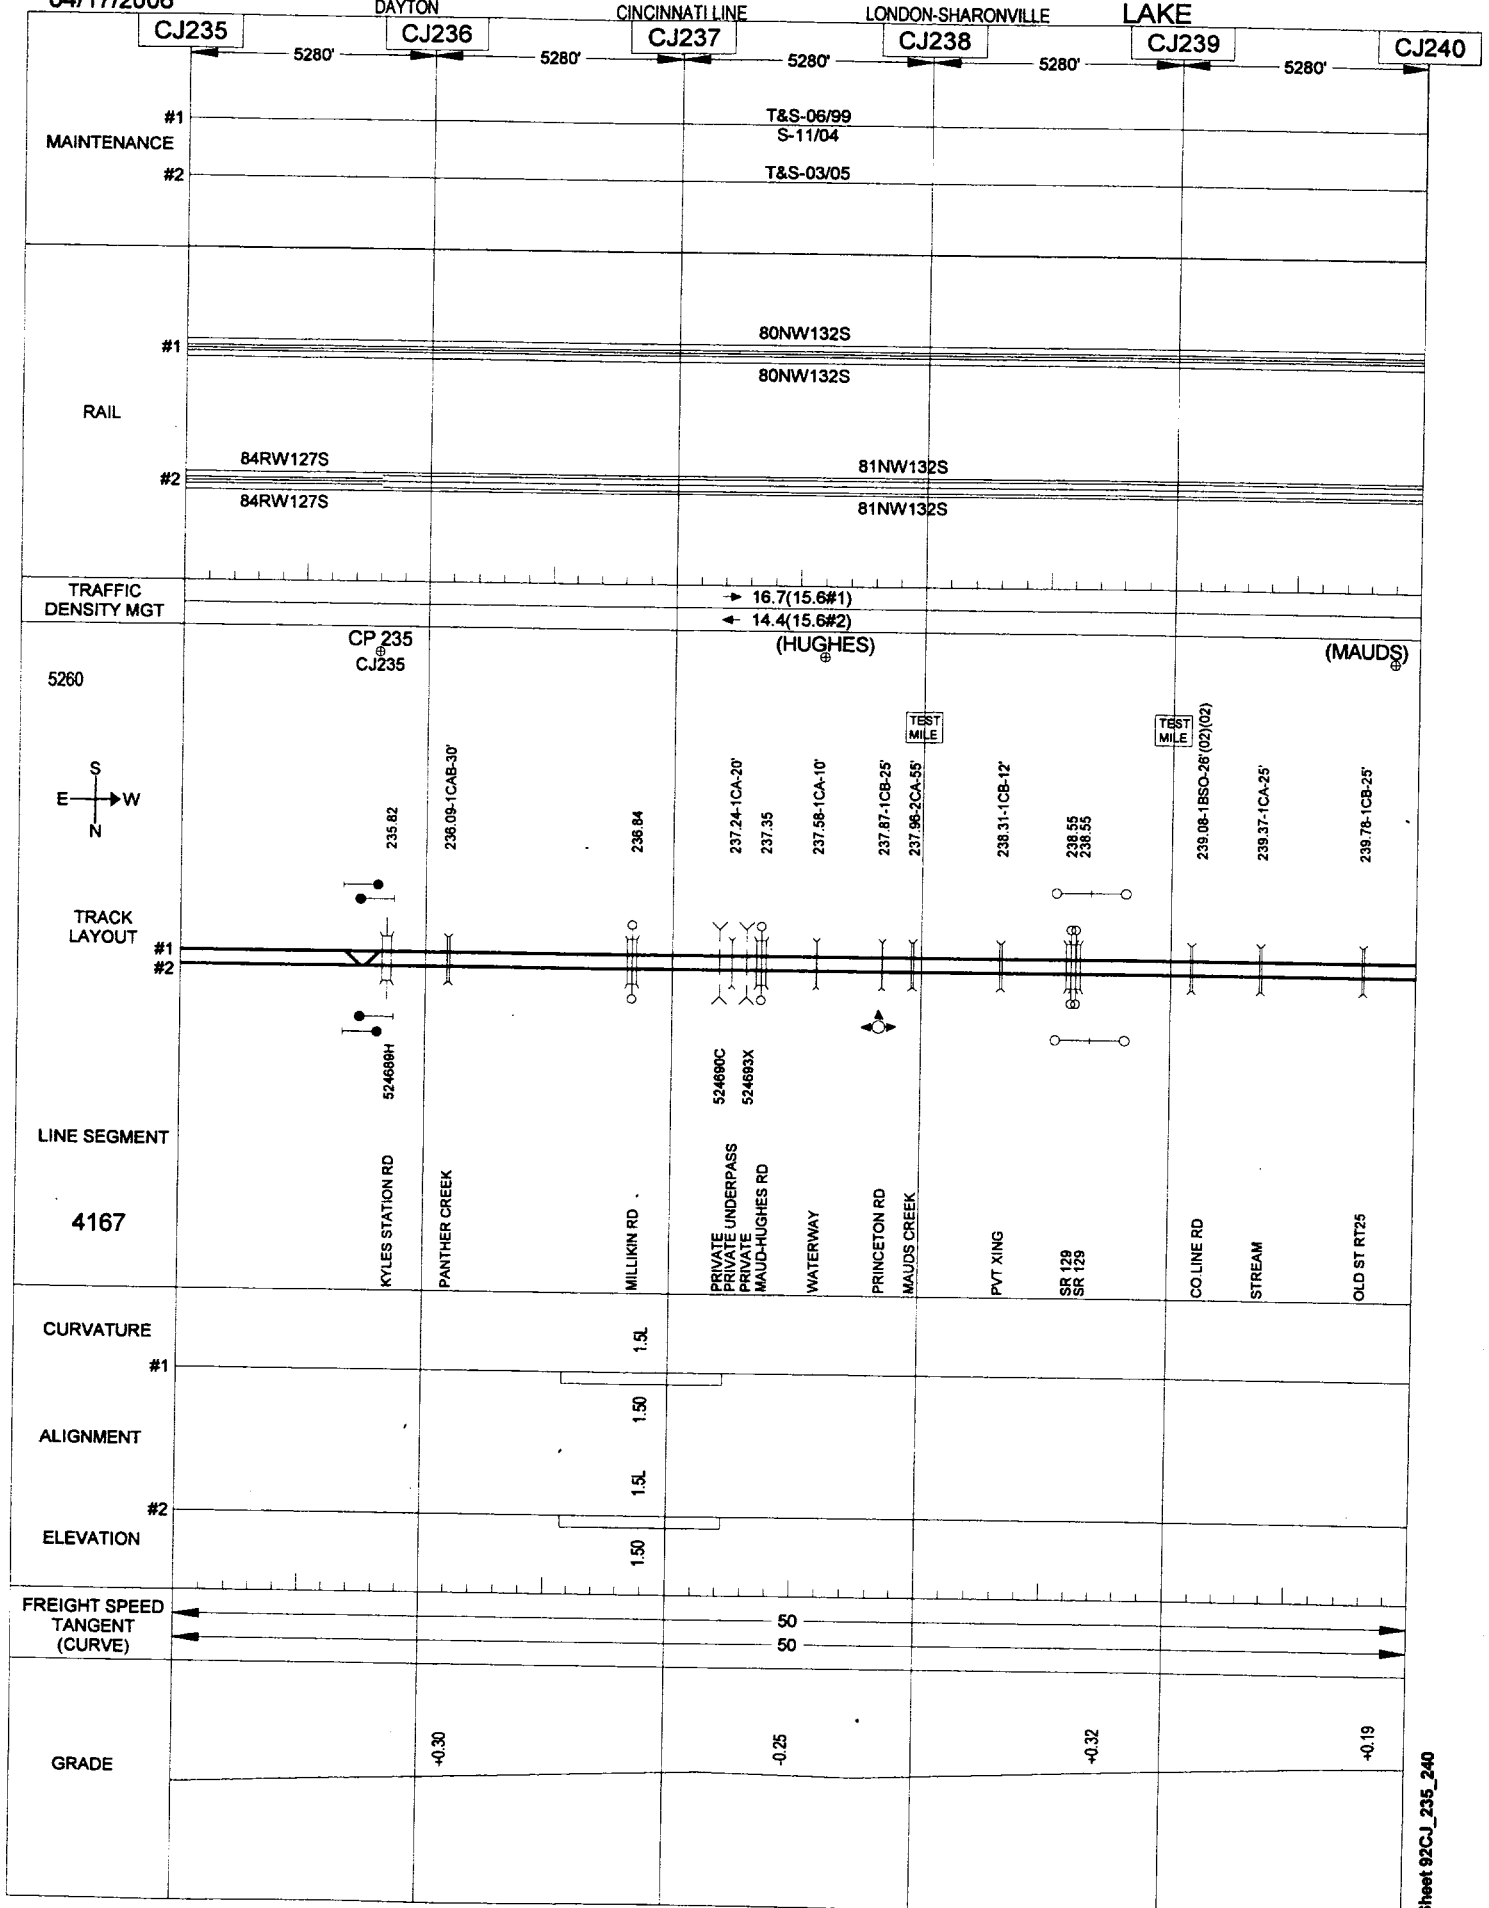 04/17/2006
DAYTON
CINCINNATI LINE
LONDON-SHARONVILLE
LAKE
CJ235
CJ236
CJ237
CJ238
CJ239
CJ240
5280'
5280'
5280'
5280'
5280'
MAINTENANCE
#1
T&S-06/99
S-11/04
#2
T&S-03/05
RAIL
#1
80NW132S
80NW132S
#2
84RW127S
81NW132S
84RW127S
81NW132S
TRAFFIC
DENSITY MGT
16.7(15.6#1)
14.4(15.6#2)
CP 235
CJ235
(HUGHES)
(MAUDS)
5260
TEST
MILE
TEST
MILE
S
E
W
N
235.82
236.09-1CAB-30'
236.84
237.24-1CA-20'
237.35
237.58-1CA-10'
237.87-1CB-25'
237.96-2CA-55'
238.31-1CB-12'
238.55
238.55
239.08-1BSO-26'(02)(02)
239.37-1CA-25'
239.78-1CB-25'
TRACK
LAYOUT
#1
#2
524689H
524690C
524693X
LINE SEGMENT
4167
KYLES STATION RD
PANTHER CREEK
MILLIKIN RD
PRIVATE
PRIVATE UNDERPASS
PRIVATE
MAUD-HUGHES RD
WATERWAY
PRINCETON RD
MAUDS CREEK
PVT XING
SR 129
SR 129
CO.LINE RD
STREAM
OLD ST RT25
CURVATURE
#1
1.5L
1.50
ALIGNMENT
#2
1.5L
1.50
ELEVATION
FREIGHT SPEED
TANGENT
(CURVE)
50
50
GRADE
+0.30
-0.25
+0.32
+0.19
Sheet 92CJ_235_240